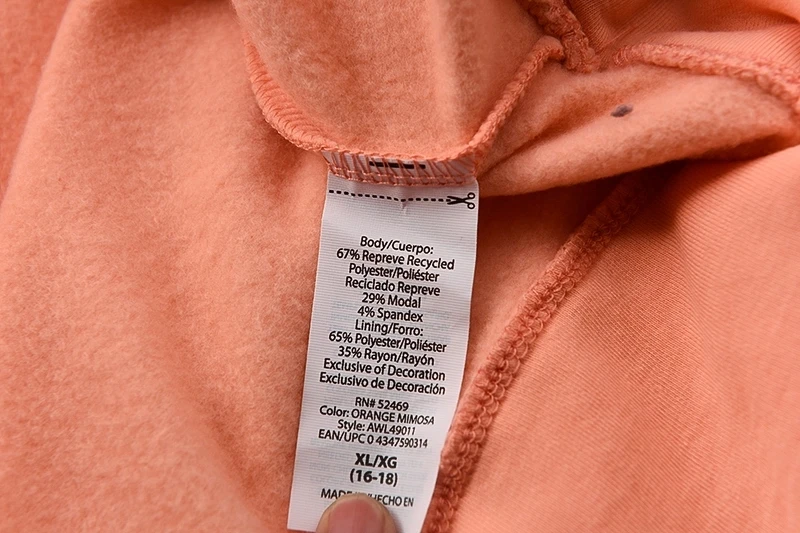 Body/Cuerpo:
67% Repreve Recycled
Polyester/Poliéster
Reciclado Repreve
29% Modal
4% Spandex
Lining/Forro:
65% Polyester/Poliéster
35% Rayon/Rayón
Exclusive of Decoration
Exclusivo de Decoración
RN# 52469
Color: ORANGE MIMOSA
Style: AWL49011
EAN/UPC 0 4347590314
XL/XG
(16-18)
HECHO EN